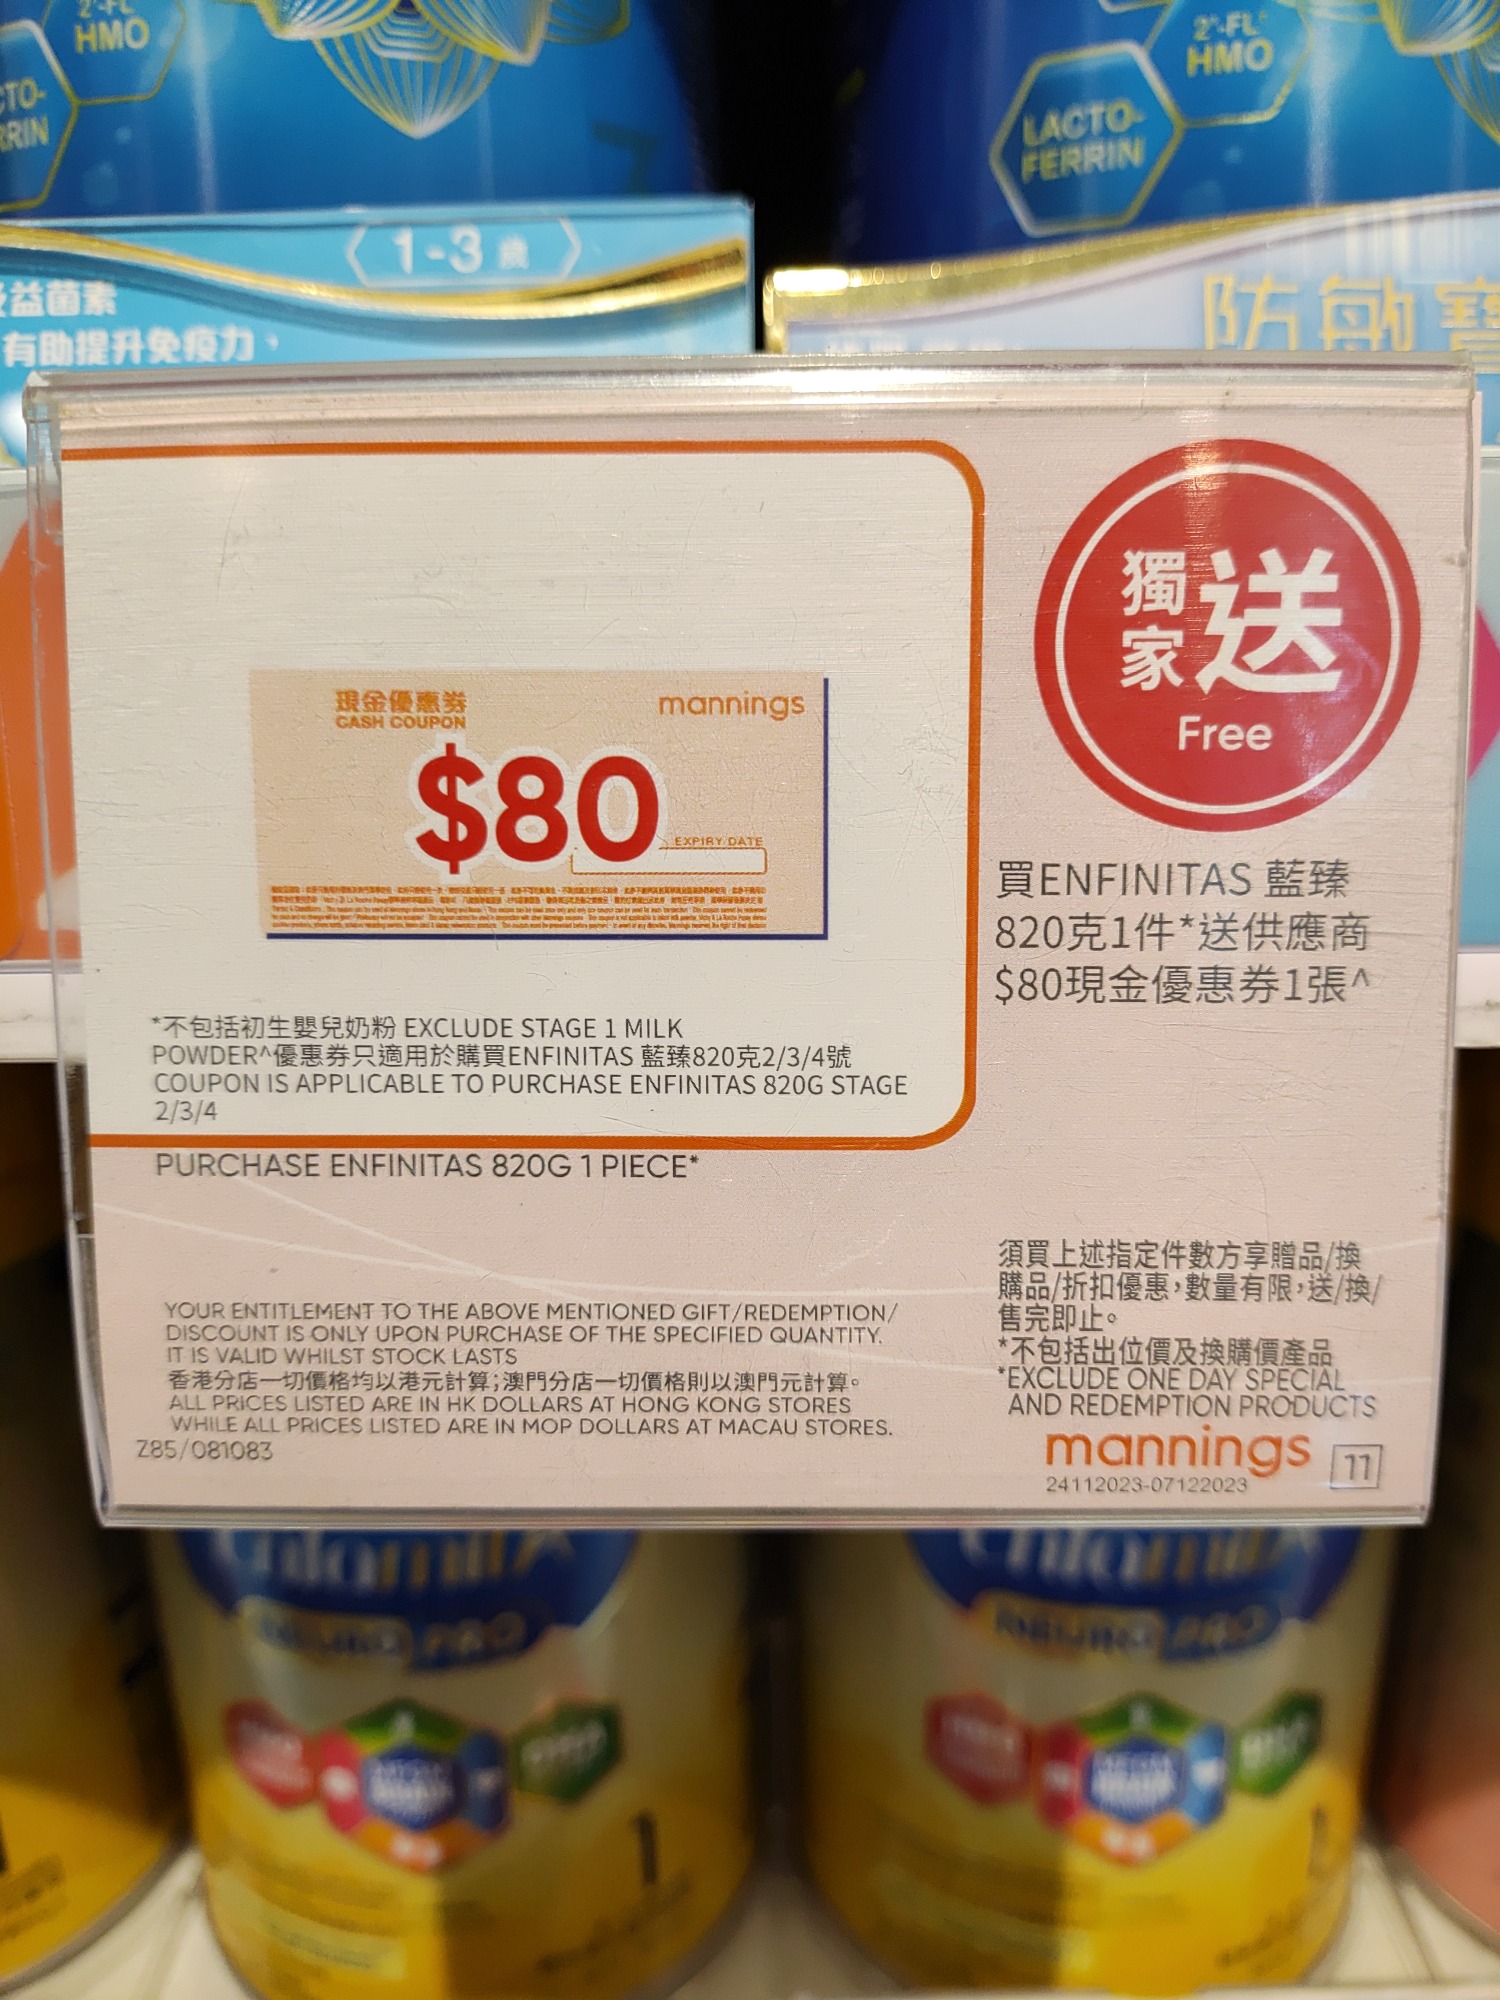 2'-FL
HMO
2'-FL
HMO
LACTO-
FERRIN
1-3 歲
益菌素
有助提升免疫力、
防敏
獨家送
Free
現金優惠券
CASH COUPON
mannings
$80
EXPIRY DATE
買ENFINITAS 藍臻
820克1件*送供應商
$80現金優惠券1張^
*不包括初生嬰兒奶粉 EXCLUDE STAGE 1 MILK
POWDER^優惠券只適用於購買ENFINITAS 藍臻820克2/3/4號
COUPON IS APPLICABLE TO PURCHASE ENFINITAS 820G STAGE
2/3/4
PURCHASE ENFINITAS 820G 1 PIECE*
須買上述指定件數方享贈品/換
購品/折扣優惠,數量有限,送/換/
售完即止。
*不包括出位價及換購價產品
*EXCLUDE ONE DAY SPECIAL
AND REDEMPTION PRODUCTS
YOUR ENTITLEMENT TO THE ABOVE MENTIONED GIFT/REDEMPTION/
DISCOUNT IS ONLY UPON PURCHASE OF THE SPECIFIED QUANTITY.
IT IS VALID WHILST STOCK LASTS
香港分店一切價格均以港元計算;澳門分店一切價格則以澳門元計算。
ALL PRICES LISTED ARE IN HK DOLLARS AT HONG KONG STORES
WHILE ALL PRICES LISTED ARE IN MOP DOLLARS AT MACAU STORES.
Z85/081083
mannings 11
24112023-07122023
PRO
PRO
1